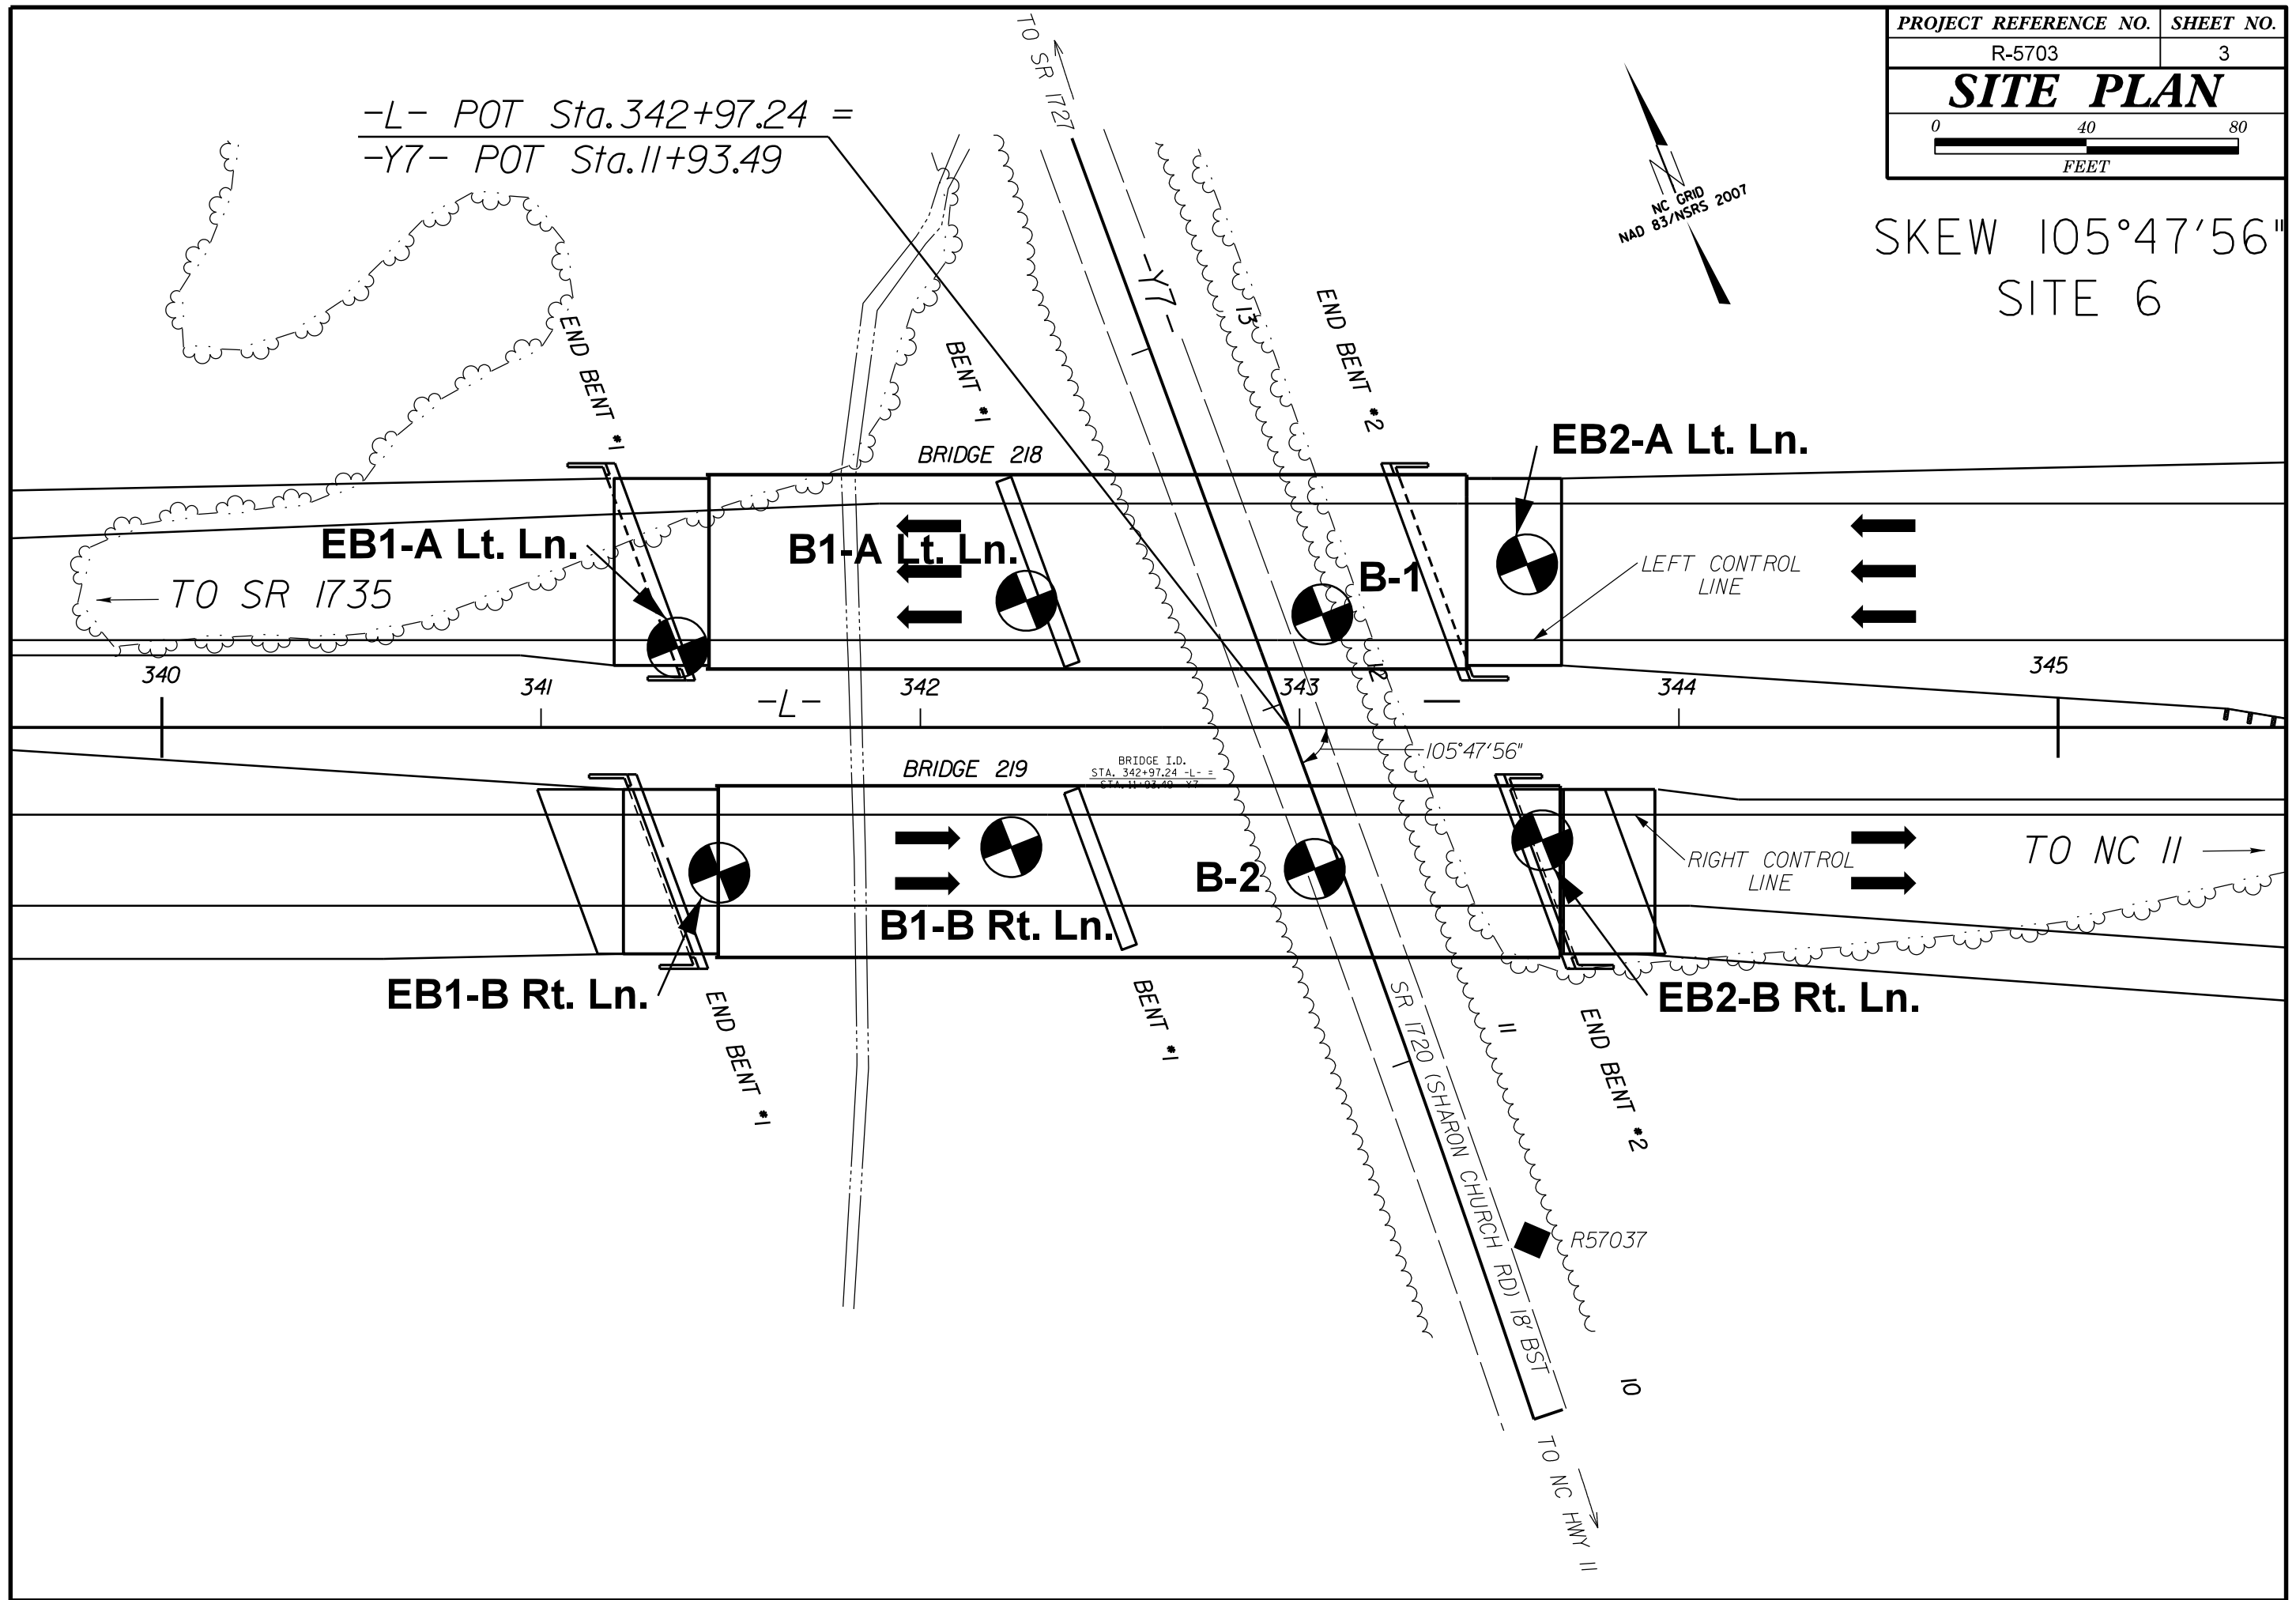 PROJECT REFERENCE NO. SHEET NO.
R-5703 3
SITE PLAN
0 40 80
FEET
SKEW 105°47'56"
SITE 6
NC GRID
NAD 83/NSRS 2007
TO SR 1727
-L- POT Sta. 342+97.24 =
-Y7- POT Sta. 11+93.49
-Y7-
13
END BENT #1
BENT #1
END BENT #2
BRIDGE 218
EB2-A Lt. Ln.
EB1-A Lt. Ln.
B1-A Lt. Ln.
B-1
LEFT CONTROL
LINE
TO SR 1735
12
340 341 342 343 344 345
-L-
105°47'56"
BRIDGE 219
BRIDGE I.D.
STA. 342+97.24 -L- =
STA. 11+93.49 -Y7-
B-2
RIGHT CONTROL
LINE
TO NC 11
B1-B Rt. Ln.
EB1-B Rt. Ln.
EB2-B Rt. Ln.
END BENT #1
BENT #1
END BENT #2
11
SR 1720 (SHARON CHURCH RD) 18' BST
R57037
10
TO NC HWY 11